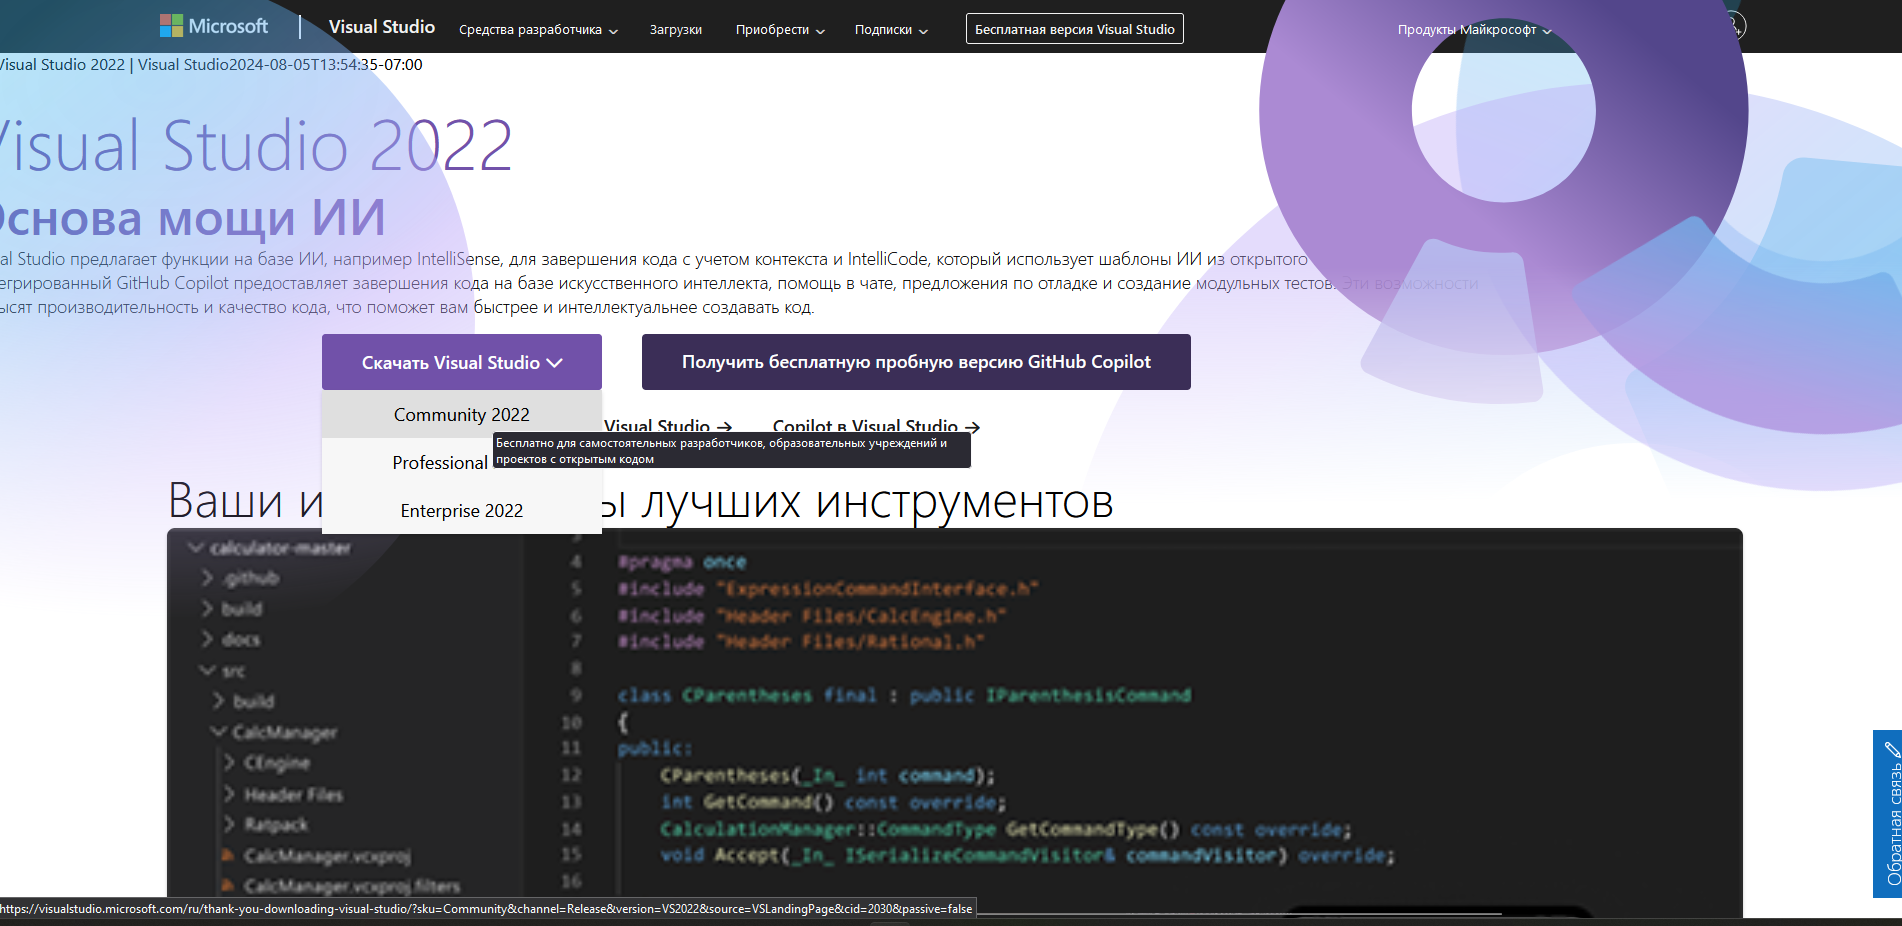 Microsoft
Visual Studio
Средства разработчика
Загрузки
Приобрести
Подписки
Бесплатная версия Visual Studio
Продукты Майкрософт
Visual Studio 2022 | Visual Studio2024-08-05T13:54:35-07:00
Visual Studio 2022
Основа мощи ИИ
al Studio предлагает функции на базе ИИ, например IntelliSense, для завершения кода с учетом контекста и IntelliCode, который использует шаблоны ИИ из открытого
егрированный GitHub Copilot предоставляет завершения кода на базе искусственного интеллекта, помощь в чате, предложения по отладке и создание модульных тестов. Эти возможности
ысят производительность и качество кода, что поможет вам быстрее и интеллектуальнее создавать код.
Скачать Visual Studio
Получить бесплатную пробную версию GitHub Copilot
Community 2022
Visual Studio →
Copilot в Visual Studio →
Бесплатно для самостоятельных разработчиков, образовательных учреждений и
проектов с открытым кодом
Professional
Enterprise 2022
Ваши и ы лучших инструментов
calculator-master
.github
build
docs
src
build
CalcManager
CEngine
Header Files
Ratpack
CalcManager.vcxproj
CalcManager.vcxproj.filters
3
4 #pragma once
5 #include "ExpressionCommandInterface.h"
6 #include "Header Files/CalcEngine.h"
7 #include "Header Files/Rational.h"
8
9 class CParentheses final : public IParenthesisCommand
10 {
11 public:
12 CParentheses(_In_ int command);
13 int GetCommand() const override;
14 CalculationManager::CommandType GetCommandType() const override;
15 void Accept(_In_ ISerializeCommandVisitor& commandVisitor) override;
16
Обратная связь
https://visualstudio.microsoft.com/ru/thank-you-downloading-visual-studio/?sku=Community&channel=Release&version=VS2022&source=VSLandingPage&cid=2030&passive=false